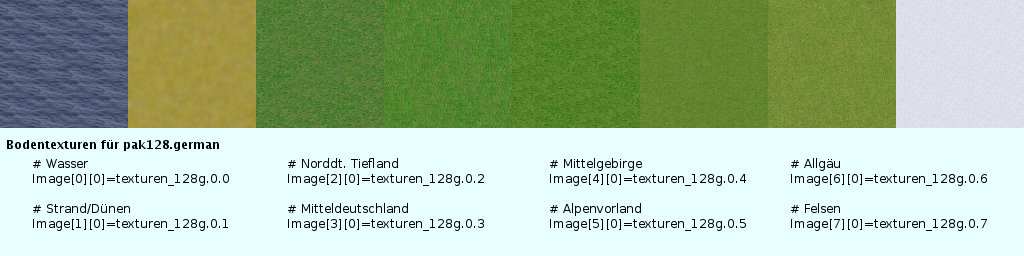 Bodentexturen für pak128.german
# Wasser
Image[0][0]=texturen_128g.0.0
# Strand/Dünen
Image[1][0]=texturen_128g.0.1
# Norddt. Tiefland
Image[2][0]=texturen_128g.0.2
# Mitteldeutschland
Image[3][0]=texturen_128g.0.3
# Mittelgebirge
Image[4][0]=texturen_128g.0.4
# Alpenvorland
Image[5][0]=texturen_128g.0.5
# Allgäu
Image[6][0]=texturen_128g.0.6
# Felsen
Image[7][0]=texturen_128g.0.7